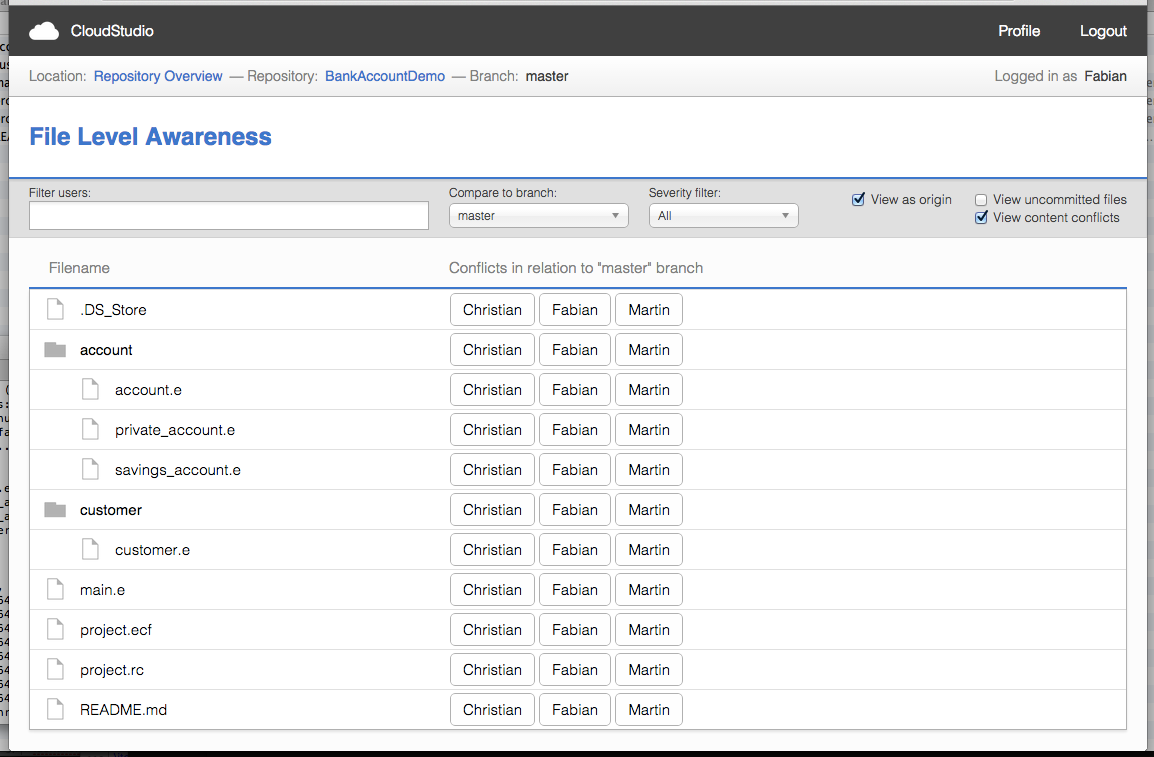 CloudStudio Profile Logout
Location: Repository Overview — Repository: BankAccountDemo — Branch: master Logged in as Fabian
File Level Awareness
Filter users: Compare to branch: Severity filter:
master All
View as origin View uncommitted files
View content conflicts
Filename Conflicts in relation to "master" branch
.DS_Store Christian Fabian Martin
account Christian Fabian Martin
account.e Christian Fabian Martin
private_account.e Christian Fabian Martin
savings_account.e Christian Fabian Martin
customer Christian Fabian Martin
customer.e Christian Fabian Martin
main.e Christian Fabian Martin
project.ecf Christian Fabian Martin
project.rc Christian Fabian Martin
README.md Christian Fabian Martin